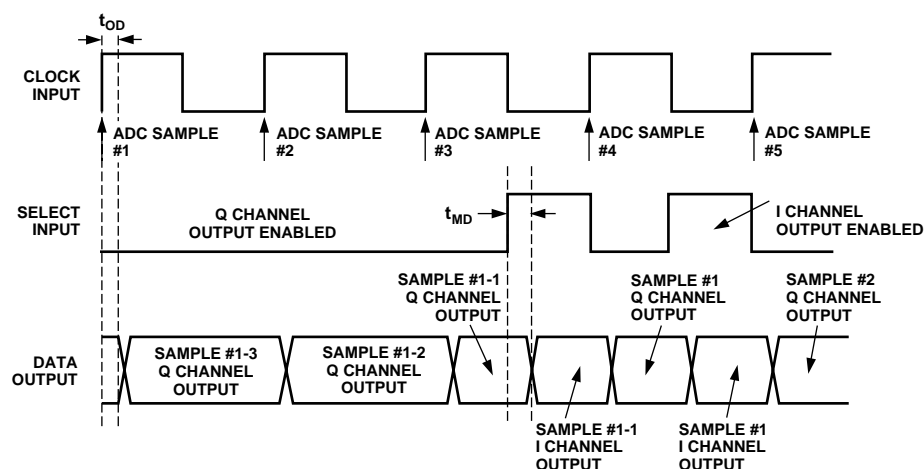 tOD
CLOCK
INPUT
ADC SAMPLE
#1
ADC SAMPLE
#2
ADC SAMPLE
#3
ADC SAMPLE
#4
ADC SAMPLE
#5
SELECT
INPUT
Q CHANNEL
OUTPUT ENABLED
tMD
I CHANNEL
OUTPUT ENABLED
SAMPLE #1-1
Q CHANNEL
OUTPUT
SAMPLE #1
Q CHANNEL
OUTPUT
SAMPLE #2
Q CHANNEL
OUTPUT
DATA
OUTPUT
SAMPLE #1-3
Q CHANNEL
OUTPUT
SAMPLE #1-2
Q CHANNEL
OUTPUT
SAMPLE #1-1
I CHANNEL
OUTPUT
SAMPLE #1
I CHANNEL
OUTPUT